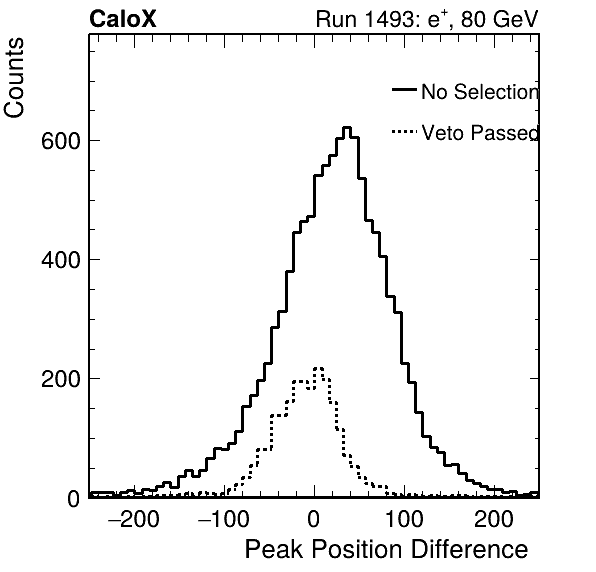 CaloX Run 1493: e⁺, 80 GeV
Counts
No Selection
Veto Passed
600
400
200
0
−200 −100 0 100 200
Peak Position Difference